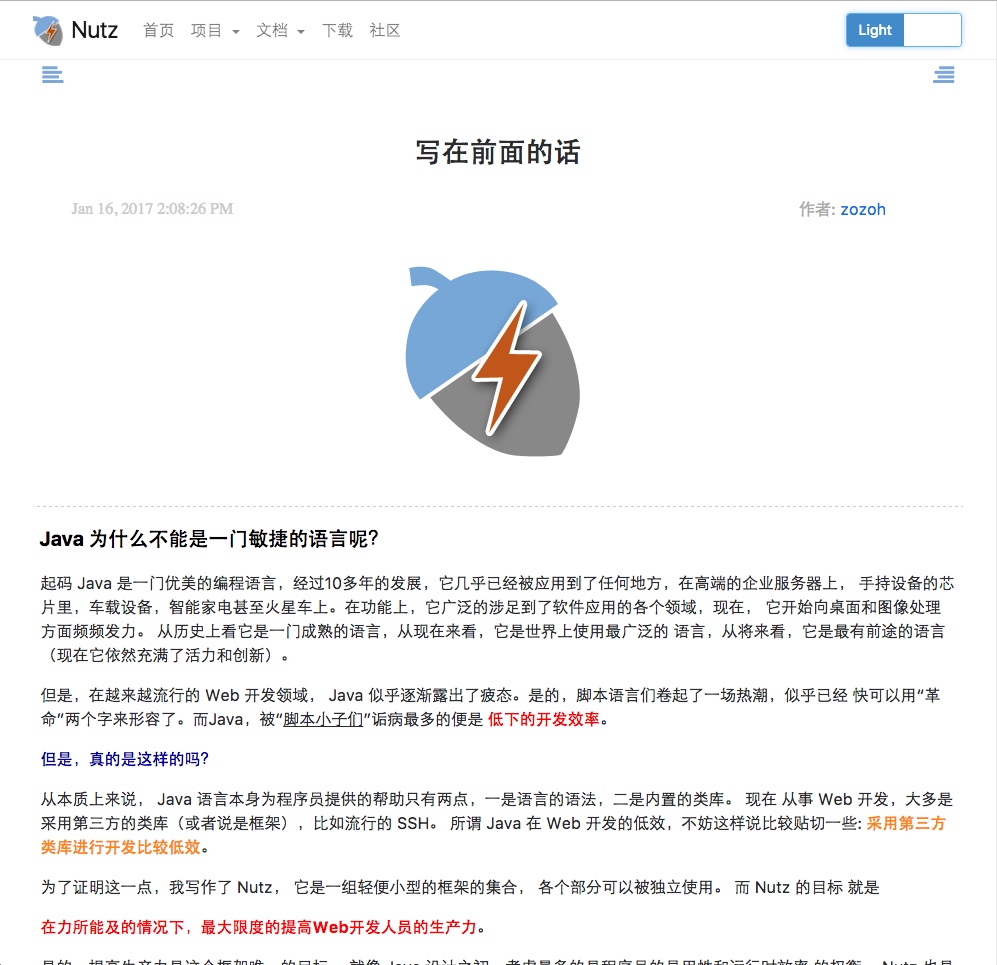 Nutz 首页 项目 文档 下载 社区 Light
写在前面的话
Jan 16, 2017 2:08:26 PM 作者: zozoh
Java 为什么不能是一门敏捷的语言呢？
起码 Java 是一门优美的编程语言，经过10多年的发展，它几乎已经被应用到了任何地方，在高端的企业服务器上， 手持设备的芯
片里，车载设备，智能家电甚至火星车上。在功能上，它广泛的涉足到了软件应用的各个领域，现在， 它开始向桌面和图像处理
方面频频发力。 从历史上看它是一门成熟的语言，从现在来看，它是世界上使用最广泛的 语言，从将来看，它是最有前途的语言
（现在它依然充满了活力和创新）。
但是，在越来越流行的 Web 开发领域， Java 似乎逐渐露出了疲态。是的，脚本语言们卷起了一场热潮，似乎已经 快可以用“革
命”两个字来形容了。而Java，被“脚本小子们”诟病最多的便是 低下的开发效率。
但是，真的是这样的吗？
从本质上来说， Java 语言本身为程序员提供的帮助只有两点，一是语言的语法，二是内置的类库。 现在 从事 Web 开发，大多是
采用第三方的类库（或者说是框架），比如流行的 SSH。 所谓 Java 在 Web 开发的低效，不妨这样说比较贴切一些: 采用第三方
类库进行开发比较低效。
为了证明这一点，我写作了 Nutz， 它是一组轻便小型的框架的集合， 各个部分可以被独立使用。 而 Nutz 的目标 就是
在力所能及的情况下，最大限度的提高Web开发人员的生产力。